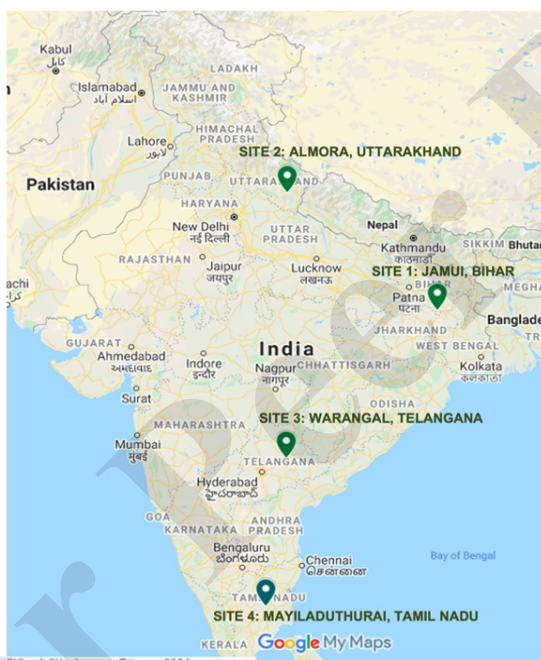 Kabul
کابل
LADAKH
Islamabad
اسلام آباد
JAMMU AND
KASHMIR
HIMACHAL
PRADESH
Lahore
لاہور
SITE 2: ALMORA, UTTARAKHAND
PUNJAB
UTTARAKHAND
Pakistan
HARYANA
New Delhi
नई दिल्ली
UTTAR
PRADESH
Nepal
Kathmandu
काठमाडौं
SIKKIM
Bhutan
RAJASTHAN
Jaipur
जयपुर
Lucknow
लखनऊ
SITE 1: JAMUI, BIHAR
achi
BIHAR
MEGHA
Patna
पटना
Banglade
JHARKHAND
GUJARAT
WEST BENGAL
TR
Ahmedabad
અમદાવાદ
India
Indore
इन्दौर
Nagpur
नागपुर
CHHATTISGARH
Kolkata
কলকাতা
Surat
ODISHA
MAHARASHTRA
SITE 3: WARANGAL, TELANGANA
Mumbai
मुंबई
TELANGANA
Hyderabad
హైదరాబాద్
GOA
KARNATAKA
ANDHRA
PRADESH
Bengaluru
ಬೆಂಗಳೂರು
Chennai
சென்னை
Bay of Bengal
TAMIL NADU
SITE 4: MAYILADUTHURAI, TAMIL NADU
KERALA
Google My Maps